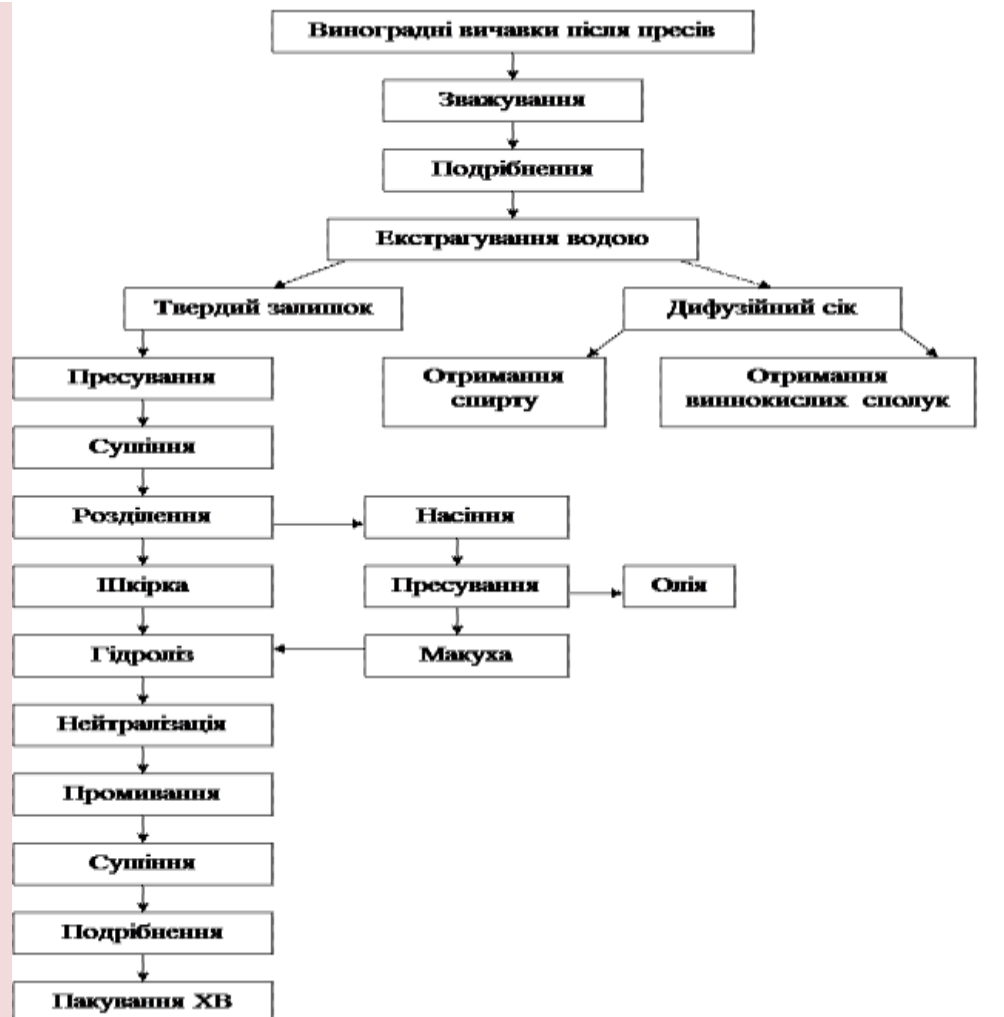 Виноградні вичавки після пресів
Зважування
Подрібнення
Екстрагування водою
Твердий залишок
Дифузійний сік
Пресування
Отримання
спирту
Отримання
виннокислих сполук
Сушіння
Розділення
Насіння
Шкірка
Пресування
Олія
Гідроліз
Макуха
Нейтралізація
Промивання
Сушіння
Подрібнення
Пакування ХВ